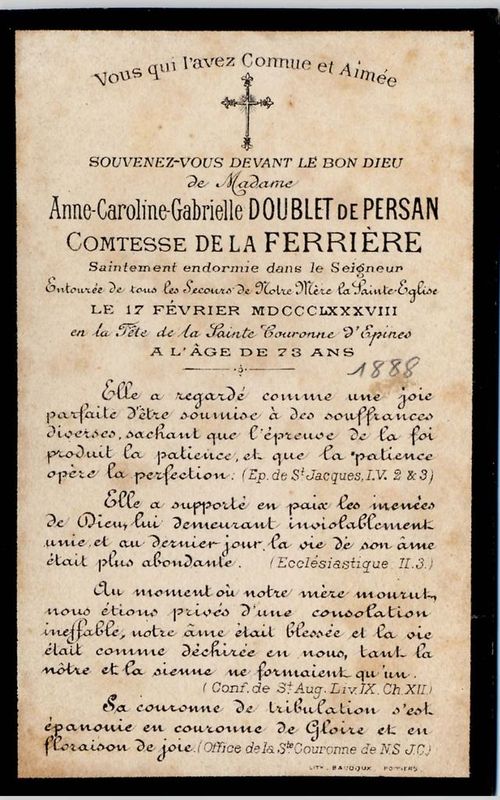 Vous qui l'avez Connue et Aimée
SOUVENEZ-VOUS DEVANT LE BON DIEU
de Madame
Anne-Caroline-Gabrielle DOUBLET DE PERSAN
COMTESSE DE LA FERRIÈRE
Saintement endormie dans le Seigneur
Entourée de tous les Secours de Notre Mère la Sainte-Eglise
LE 17 FÉVRIER MDCCCLXXXVIII
en la Fête de la Sainte Couronne d'Epines
A L'ÂGE DE 73 ANS
1888
Elle a regardé comme une joie
parfaite d'être soumise à des souffrances
diverses, sachant que l'épreuve de la foi
produit la patience, et que la patience
opère la perfection: (Ep. de St Jacques, I.V. 2 & 3)
Elle a supporté en paix les menées
de Dieu, lui demeurant inviolablement
unie, et au dernier jour, la vie de son âme
était plus abondante. (Ecclésiastique II.3.)
Au moment où notre mère mourut,
nous étions privés d'une consolation
ineffable, notre âme était blessée et la vie
était comme déchirée en nous, tant la
nôtre et la sienne ne formaient qu'un.
(Conf. de St Aug. Liv. IX. Ch. XII)
Sa couronne de tribulation s'est
épanouie en couronne de Gloire et en
floraison de joie. (Office de la Ste Couronne de N.S. J.C.)
LITH. BAUDOUX. POITIERS.